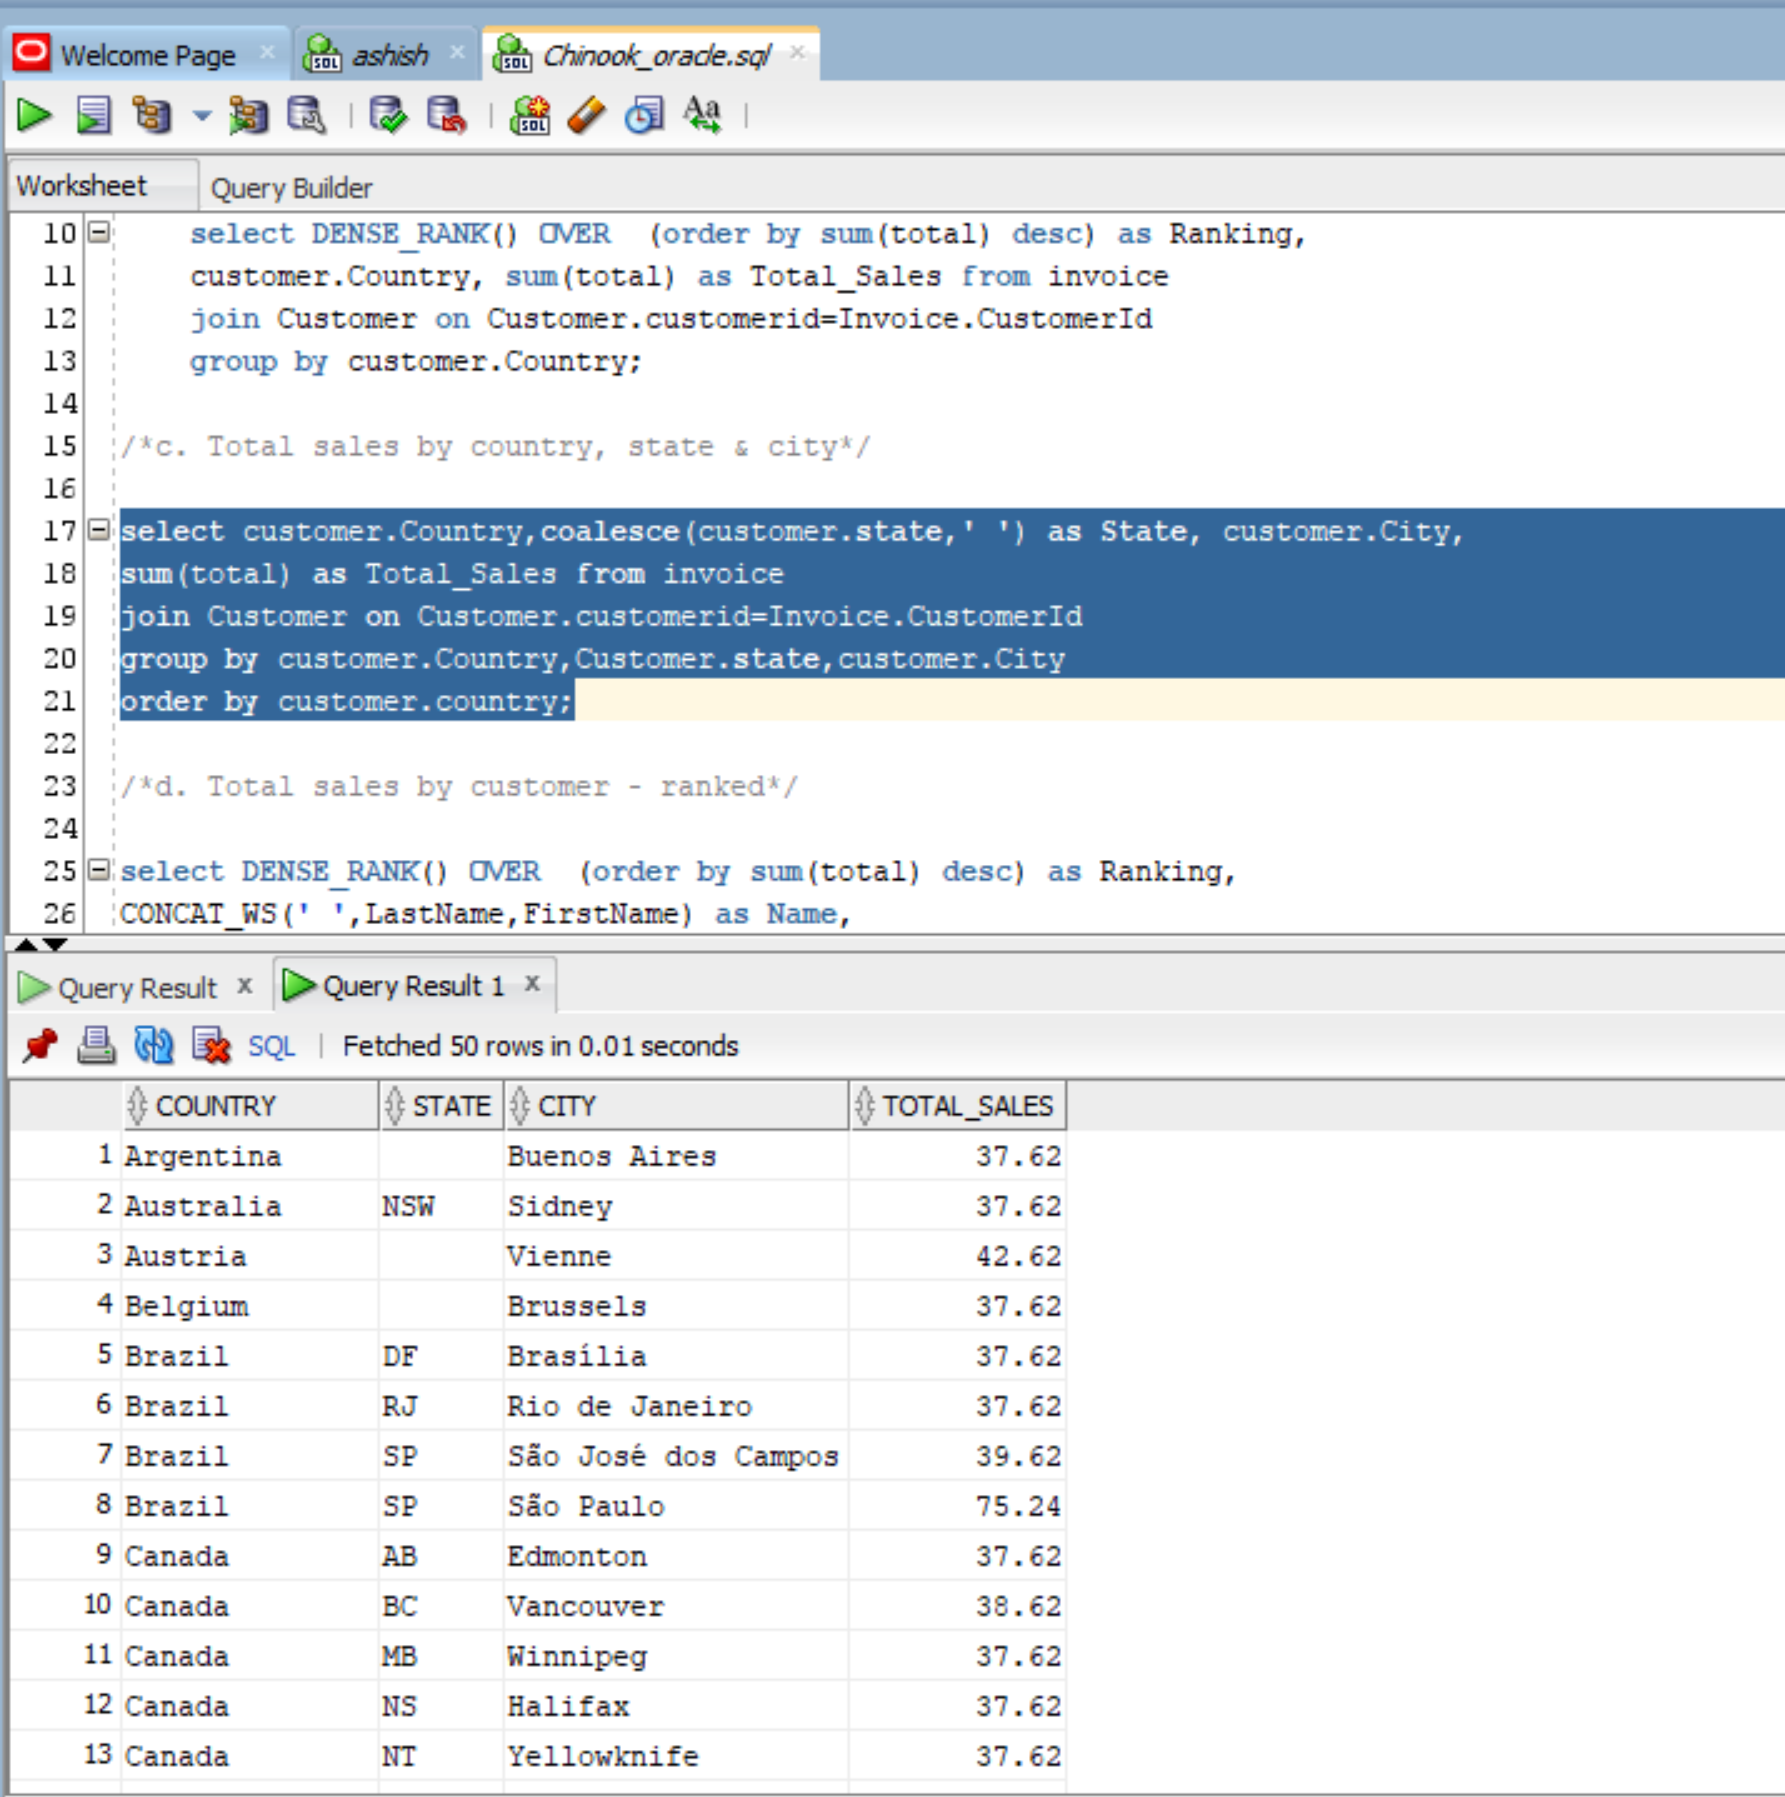 Welcome Page × ashish × Chinook_oracle.sql ×
Worksheet Query Builder
10 select DENSE_RANK() OVER (order by sum(total) desc) as Ranking,
11 customer.Country, sum(total) as Total_Sales from invoice
12 join Customer on Customer.customerid=Invoice.CustomerId
13 group by customer.Country;
14
15 /*c. Total sales by country, state & city*/
16
17 select customer.Country,coalesce(customer.state,' ') as State, customer.City,
18 sum(total) as Total_Sales from invoice
19 join Customer on Customer.customerid=Invoice.CustomerId
20 group by customer.Country,Customer.state,customer.City
21 order by customer.country;
22
23 /*d. Total sales by customer - ranked*/
24
25 select DENSE_RANK() OVER (order by sum(total) desc) as Ranking,
26 CONCAT_WS(' ',LastName,FirstName) as Name,
Query Result x Query Result 1 x
SQL | Fetched 50 rows in 0.01 seconds
COUNTRY STATE CITY TOTAL_SALES
1 Argentina Buenos Aires 37.62
2 Australia NSW Sidney 37.62
3 Austria Vienne 42.62
4 Belgium Brussels 37.62
5 Brazil DF Brasília 37.62
6 Brazil RJ Rio de Janeiro 37.62
7 Brazil SP São José dos Campos 39.62
8 Brazil SP São Paulo 75.24
9 Canada AB Edmonton 37.62
10 Canada BC Vancouver 38.62
11 Canada MB Winnipeg 37.62
12 Canada NS Halifax 37.62
13 Canada NT Yellowknife 37.62